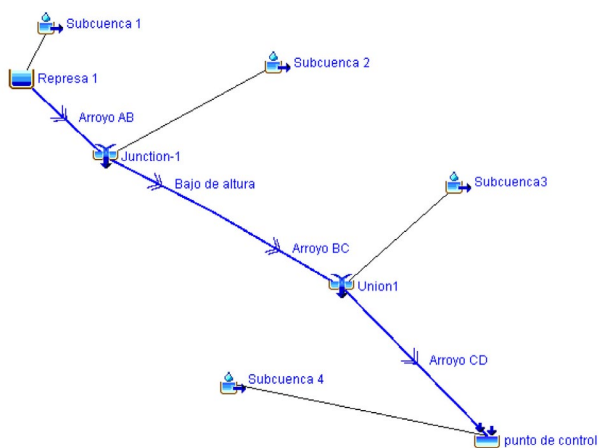 Subcuenca 1
Subcuenca 2
Represa 1
Arroyo AB
Junction-1
Bajo de altura
Subcuenca3
Arroyo BC
Union1
Arroyo CD
Subcuenca 4
punto de control